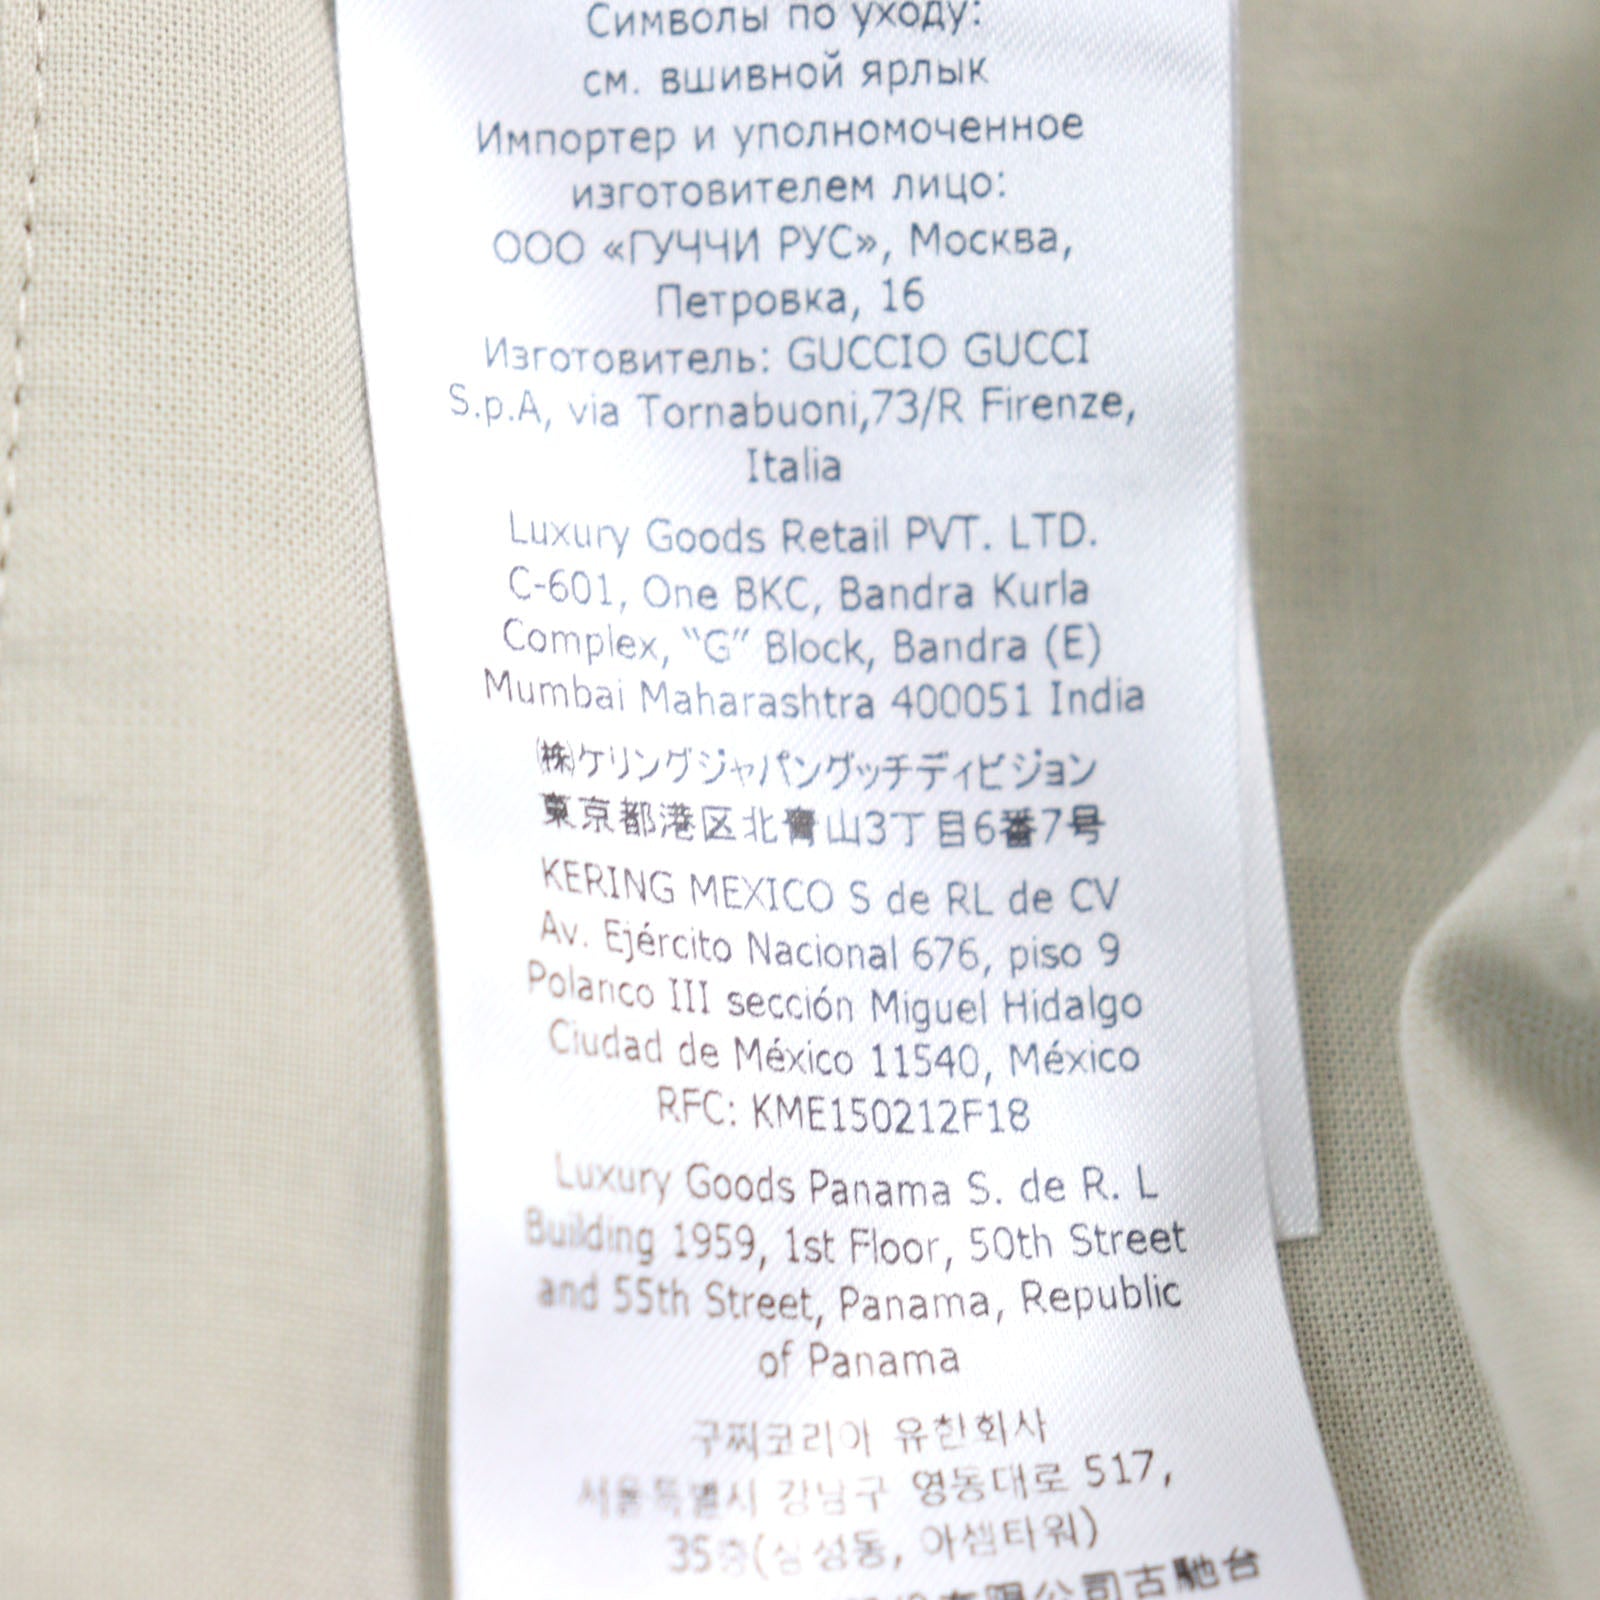 Символы по уходу:
см. вшивной ярлык
Импортер и уполномоченное
изготовителем лицо:
ООО «ГУЧЧИ РУС», Москва,
Петровка, 16
Изготовитель: GUCCIO GUCCI
S.p.A, via Tornabuoni,73/R Firenze,
Italia
Luxury Goods Retail PVT. LTD.
C-601, One BKC, Bandra Kurla
Complex, “G” Block, Bandra (E)
Mumbai Maharashtra 400051 India
㈱ケリングジャパングッチディビジョン
東京都港区北青山3丁目6番7号
KERING MEXICO S de RL de CV
Av. Ejército Nacional 676, piso 9
Polanco III sección Miguel Hidalgo
Ciudad de México 11540, México
RFC: KME150212F18
Luxury Goods Panama S. de R. L
Building 1959, 1st Floor, 50th Street
and 55th Street, Panama, Republic
of Panama
구찌코리아 유한회사
서울특별시 강남구 영동대로 517,
35층(삼성동, 아셈타워)
有限公司古馳台